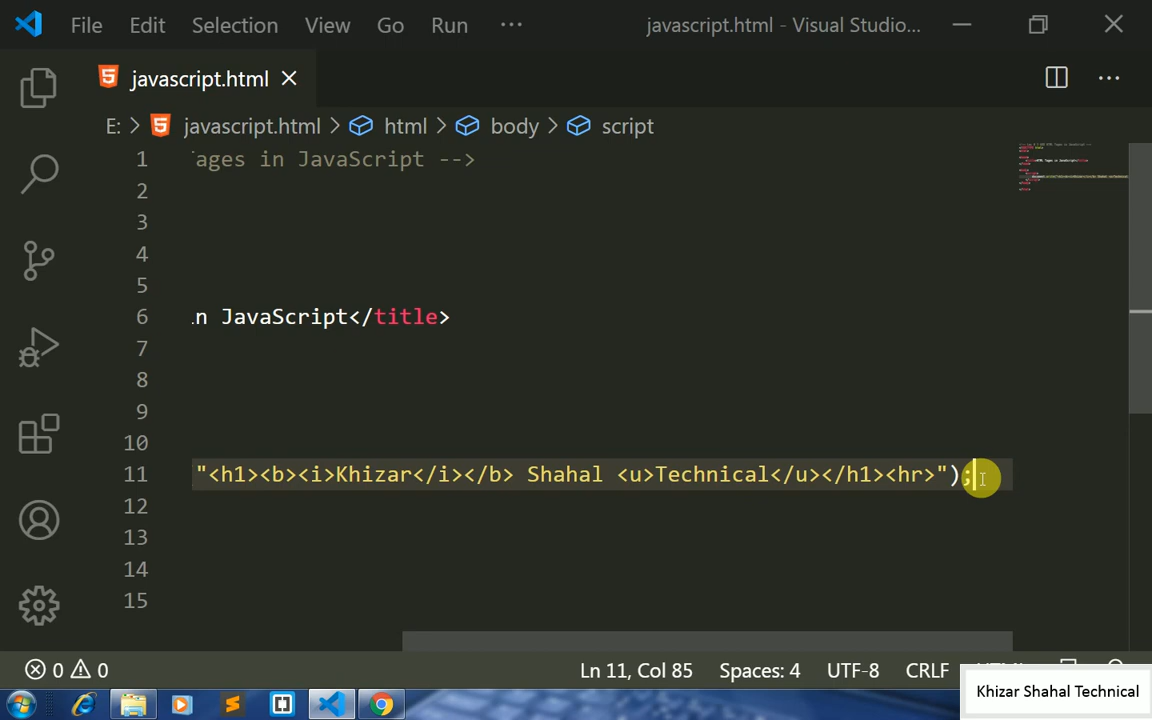 File Edit Selection View Go Run ··· javascript.html - Visual Studio...
javascript.html
E: > javascript.html > html > body > script
1 ages in JavaScript -->
2
3
4
5
6 n JavaScript</title>
7
8
9
10
11 "<h1><b><i>Khizar</i></b> Shahal <u>Technical</u></h1><hr>");
12
13
14
15
0 0 Ln 11, Col 85 Spaces: 4 UTF-8 CRLF
Khizar Shahal Technical